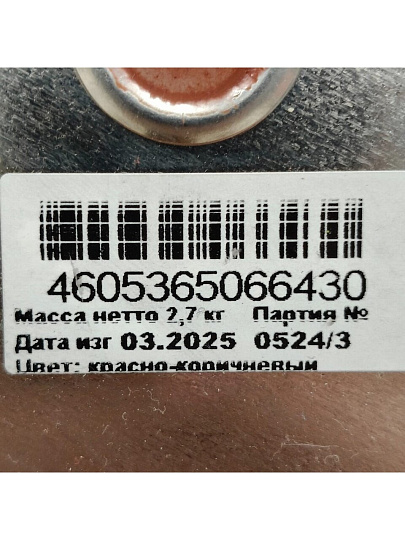 4605365066430
Масса нетто 2,7 кг Партия №
Дата изг 03.2025 0524/3
Цвет: красно-коричневый